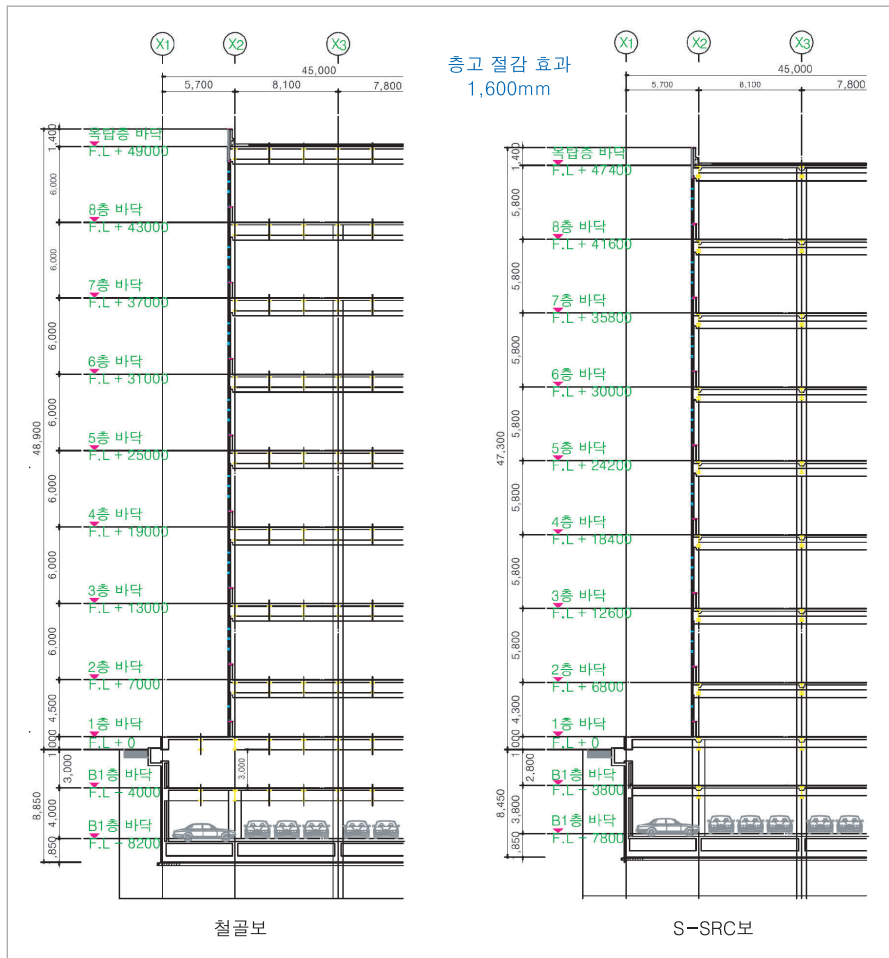 X1
X2
X3
45,000
5,700
8,100
7,800
1,400
옥탑층 바닥
F.L + 49000
6,000
8층 바닥
F.L + 43000
6,000
7층 바닥
F.L + 37000
6,000
6층 바닥
F.L + 31000
6,000
48,900
5층 바닥
F.L + 25000
6,000
4층 바닥
F.L + 19000
6,000
3층 바닥
F.L + 13000
6,000
2층 바닥
F.L + 7000
4,500
1층 바닥
F.L + 0
1,000
3,000
3,000
B1층 바닥
F.L - 4000
8,850
4,000
B1층 바닥
F.L - 8200
,850
철골보
층고 절감 효과
1,600mm
X1
X2
X3
45,000
5,700
8,100
7,800
1,400
옥탑층 바닥
F.L + 47400
5,800
8층 바닥
F.L + 41600
5,800
7층 바닥
F.L + 35800
5,800
6층 바닥
F.L + 30000
5,800
47,300
5층 바닥
F.L + 24200
5,800
4층 바닥
F.L + 18400
5,800
3층 바닥
F.L + 12600
5,800
2층 바닥
F.L + 6800
4,300
1층 바닥
F.L + 0
1,000
2,800
B1층 바닥
F.L - 3800
8,450
3,800
B1층 바닥
F.L - 7800
,850
S-SRC보